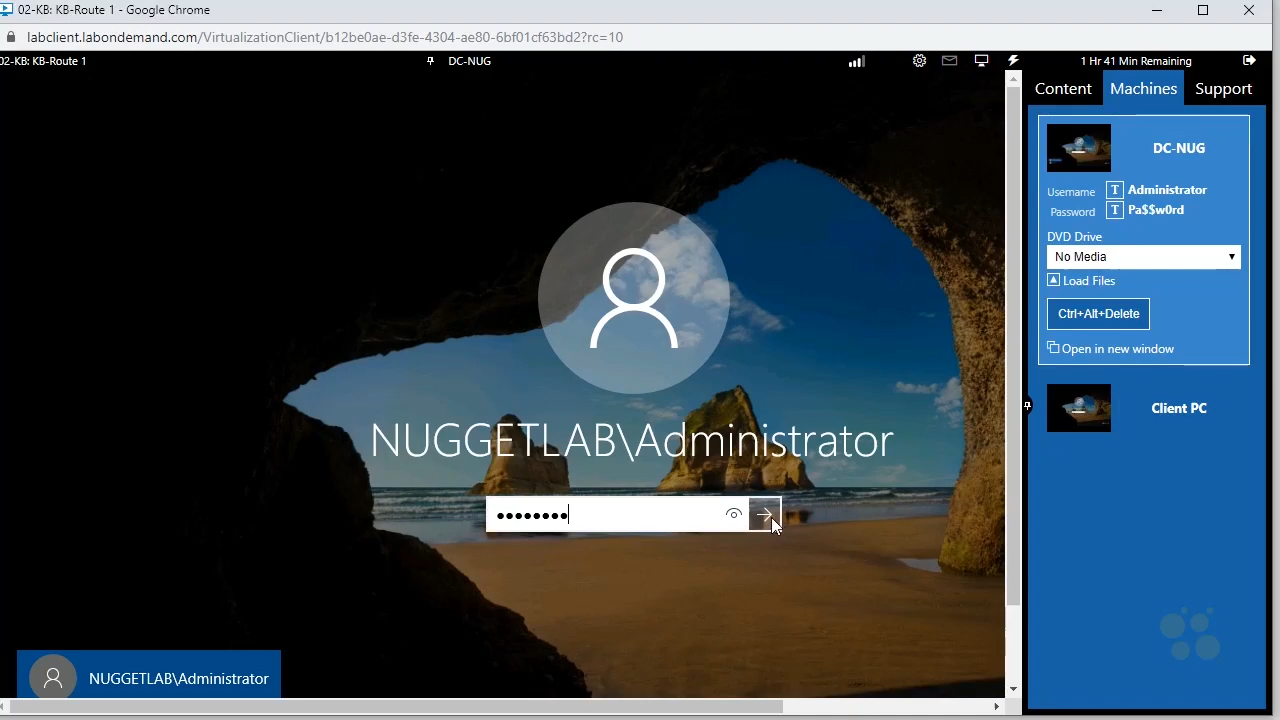 02-KB: KB-Route 1 - Google Chrome
labclient.labondemand.com/VirtualizationClient/b12be0ae-d3fe-4304-ae80-6bf01cf63bd2?rc=10
02-KB: KB-Route 1
DC-NUG
1 Hr 41 Min Remaining
Content
Machines
Support
DC-NUG
Username
T
Administrator
Password
T
Pa$$w0rd
DVD Drive
No Media
Load Files
Ctrl+Alt+Delete
Open in new window
Client PC
NUGGETLAB\Administrator
NUGGETLAB\Administrator